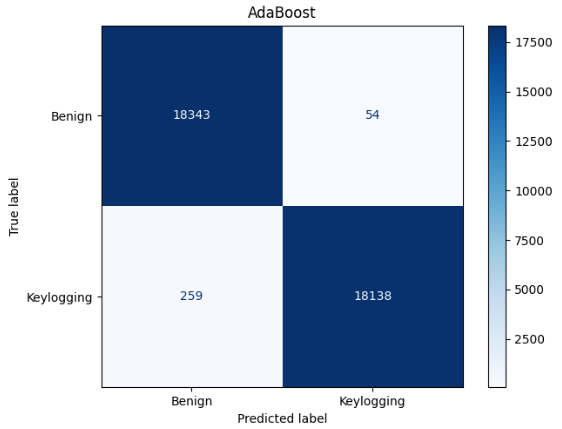 AdaBoost
True label
Benign
18343
54
Keylogging
259
18138
Benign
Keylogging
Predicted label
17500
15000
12500
10000
7500
5000
2500